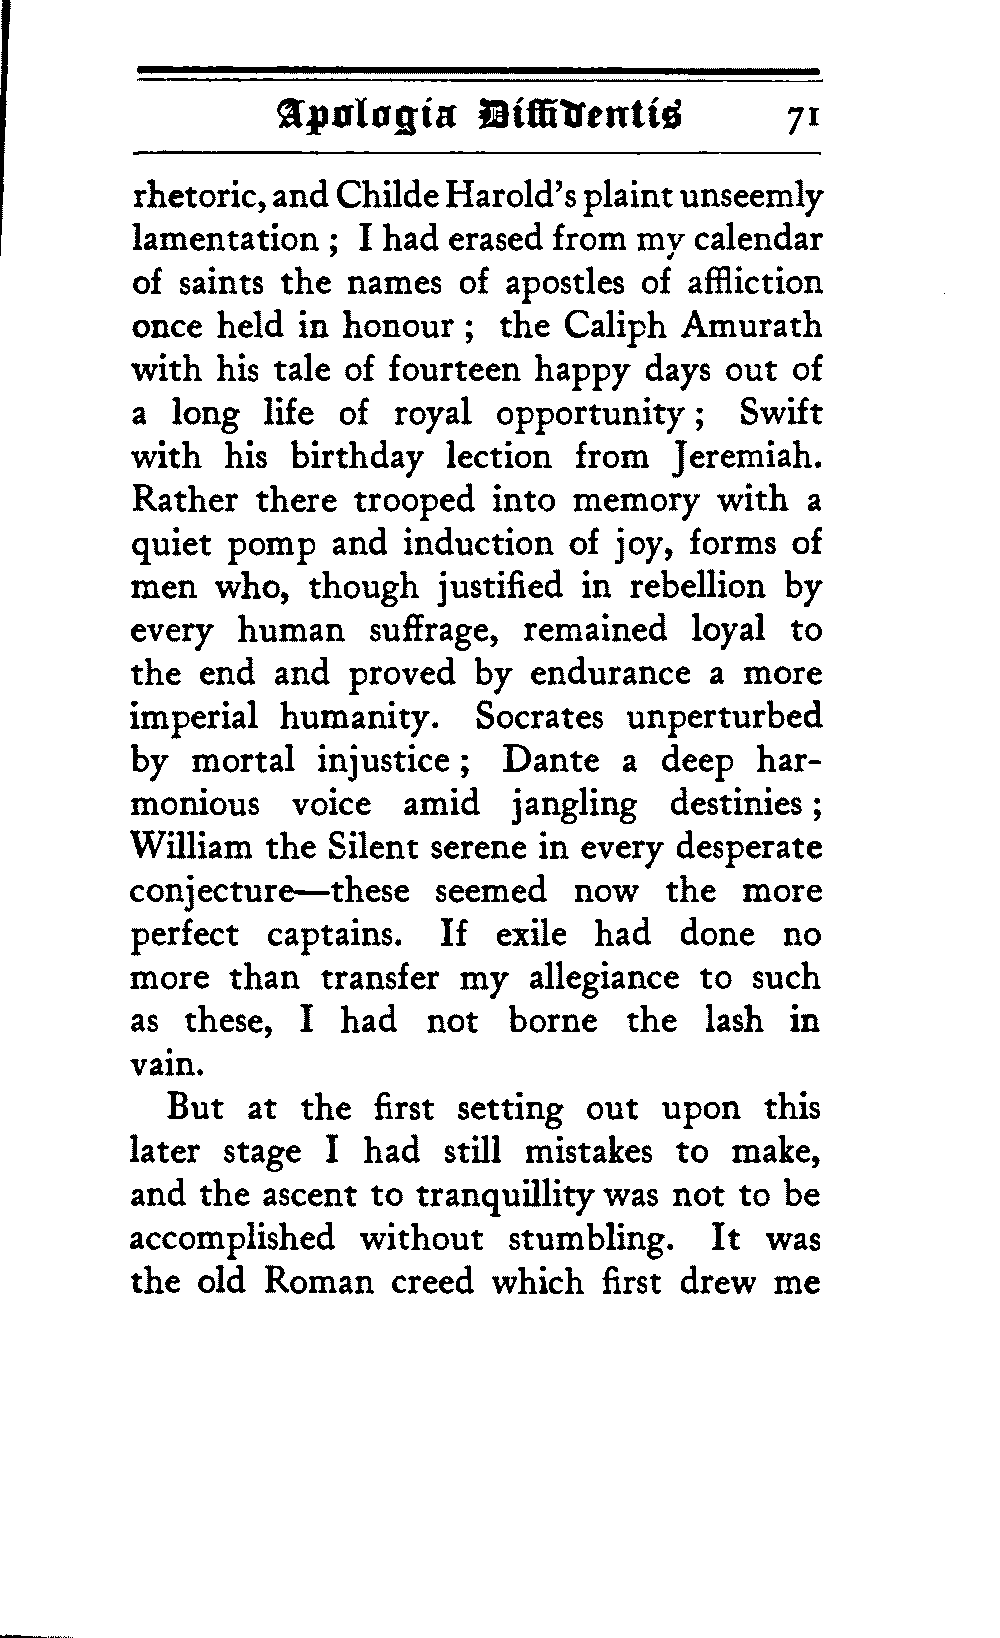 Apologia Diffidentis 71
rhetoric, and Childe Harold's plaint unseemly
lamentation ; I had erased from my calendar
of saints the names of apostles of affliction
once held in honour ; the Caliph Amurath
with his tale of fourteen happy days out of
a long life of royal opportunity ; Swift
with his birthday lection from Jeremiah.
Rather there trooped into memory with a
quiet pomp and induction of joy, forms of
men who, though justified in rebellion by
every human suffrage, remained loyal to
the end and proved by endurance a more
imperial humanity. Socrates unperturbed
by mortal injustice ; Dante a deep har-
monious voice amid jangling destinies ;
William the Silent serene in every desperate
conjecture—these seemed now the more
perfect captains. If exile had done no
more than transfer my allegiance to such
as these, I had not borne the lash in
vain.
But at the first setting out upon this
later stage I had still mistakes to make,
and the ascent to tranquillity was not to be
accomplished without stumbling. It was
the old Roman creed which first drew me